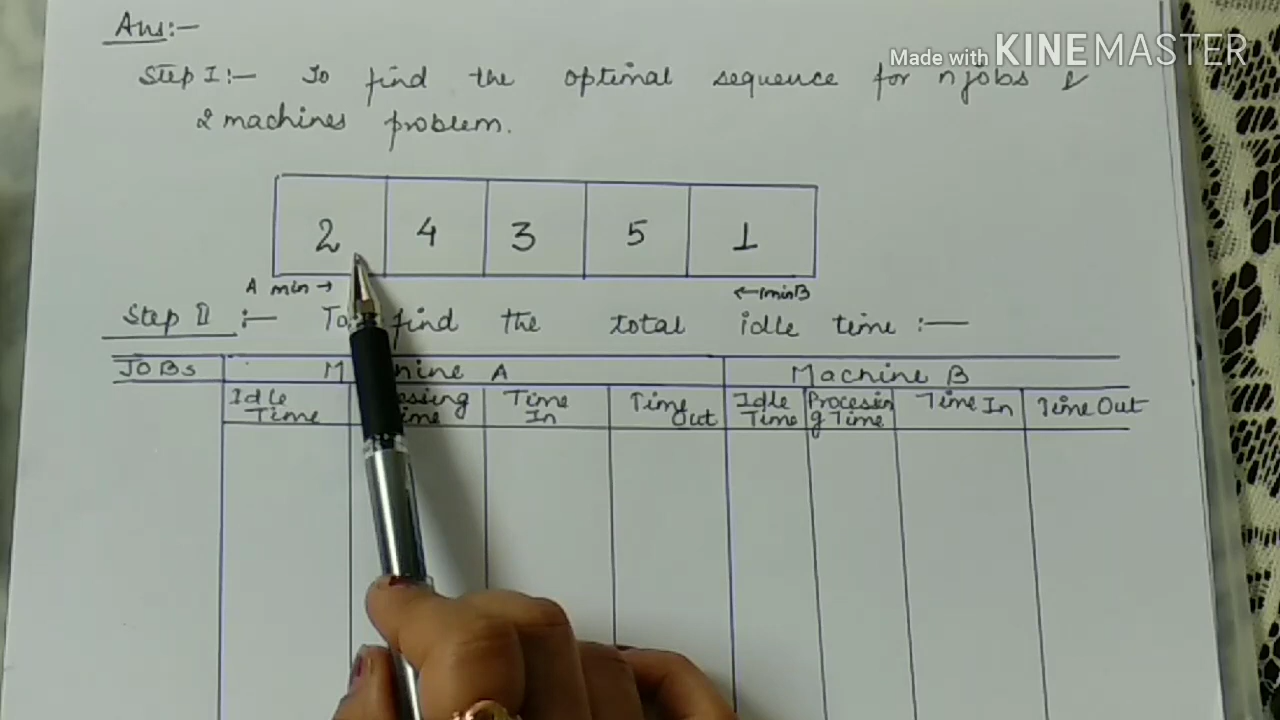 Ans:-
Made with KINEMASTER
Step I:- To find the optimal sequence for n jobs &
2 machines problem.
2 4 3 5 1
A min → ← min B
Step II :- To find the total idle time :-
JOBs Machine A Machine B
Idle Time Time In Time Out Idle Time Processing Time Time In Time Out